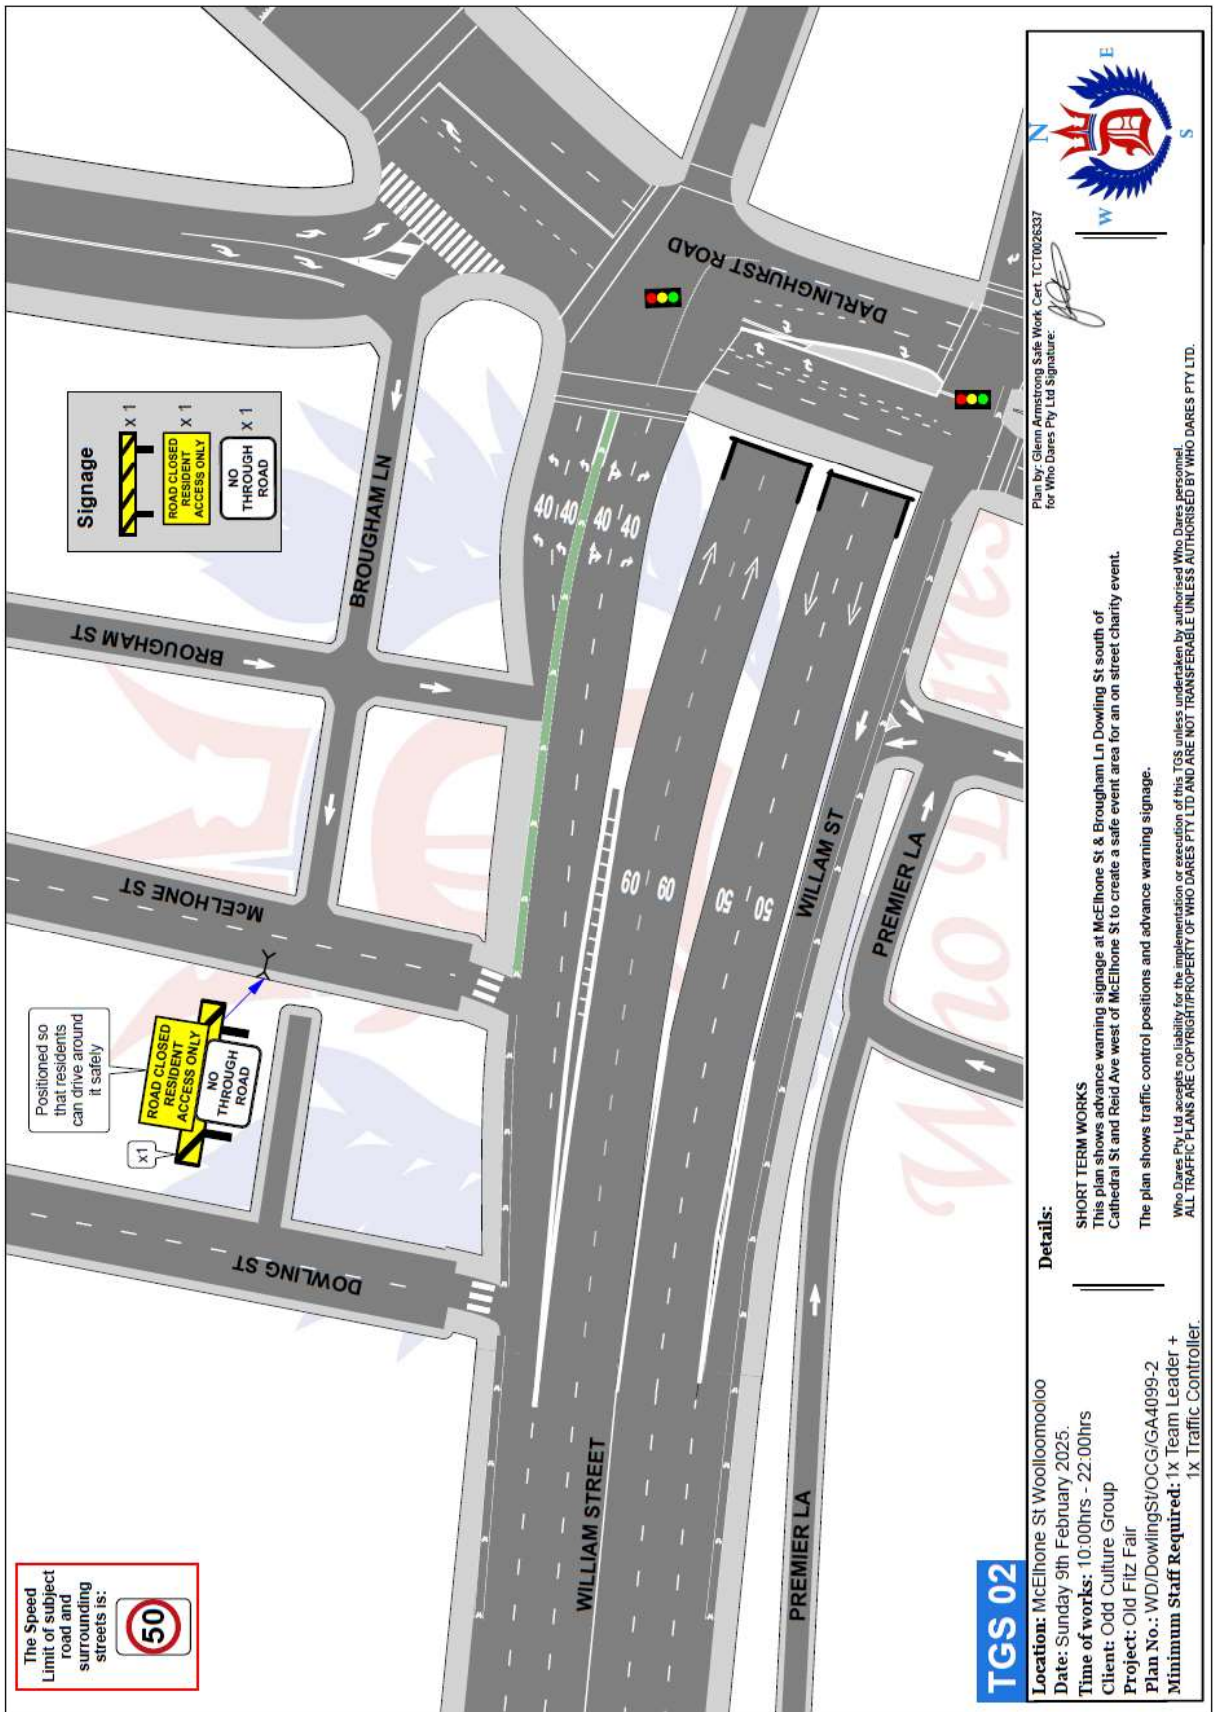 The Speed
Limit of subject
road and
surrounding
streets is:
50
Positioned so
that residents
can drive around
it safely
x1
ROAD CLOSED
RESIDENT
ACCESS ONLY
NO
THROUGH
ROAD
Signage
X 1
ROAD CLOSED
RESIDENT
ACCESS ONLY
X 1
NO
THROUGH
ROAD
X 1
DOWLING ST
McELHONE ST
BROUGHAM ST
BROUGHAM LN
DARLINGHURST ROAD
40 40 40 40
60
60
50
50
WILLIAM STREET
WILLAM ST
PREMIER LA
PREMIER LA
Who Dares
TGS 02
Location: McElhone St Woolloomooloo
Date: Sunday 9th February 2025.
Time of works: 10:00hrs - 22:00hrs
Client: Odd Culture Group
Project: Old Fitz Fair
Plan No.: WD/DowlingSt/OCG/GA4099-2
Minimum Staff Required: 1x Team Leader +
1x Traffic Controller.
Details:
SHORT TERM WORKS
This plan shows advance warning signage at McElhone St & Brougham Ln Dowling St south of
Cathedral St and Reid Ave west of McElhone St to create a safe event area for an on street charity event.
The plan shows traffic control positions and advance warning signage.
Who Dares Pty Ltd accepts no liability for the implementation or execution of this TGS unless undertaken by authorised Who Dares personnel.
ALL TRAFFIC PLANS ARE COPYRIGHT/PROPERTY OF WHO DARES PTY LTD AND ARE NOT TRANSFERABLE UNLESS AUTHORISED BY WHO DARES PTY LTD.
Plan by: Glenn Armstrong Safe Work Cert. TCT0026337
for Who Dares Pty Ltd Signature:
N
W
E
S
D